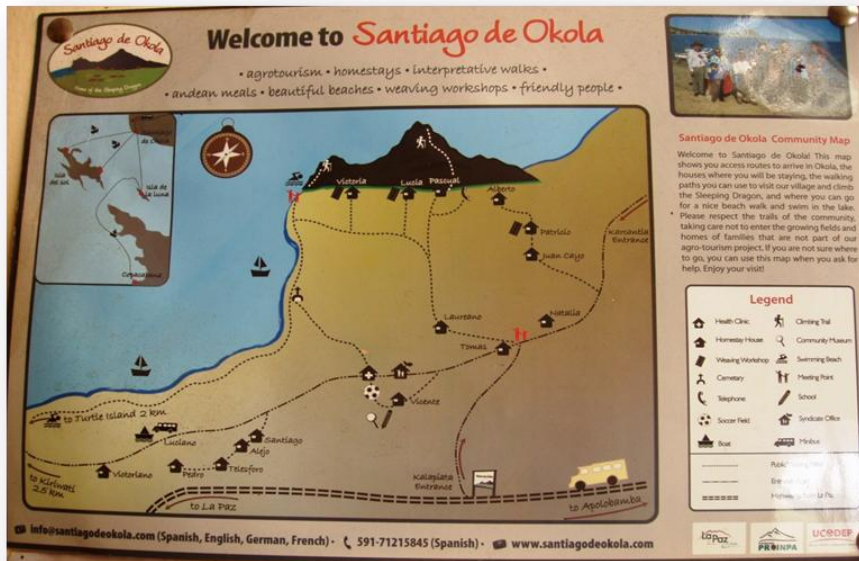 Santiago de Okola
Home of the Sleeping Dragon
Welcome to Santiago de Okola
• agrotourism • homestays • interpretative walks •
• andean meals • beautiful beaches • weaving workshops • friendly people •
Santiago de Okola
Isla del sol
Isla de la luna
Copacabana
Victoria
Lucia
Pascual
Alberto
Patricio
Juan Cayo
Karsantia Entrance
Laureano
Natalia
Tomas
Vicente
to Turtle Island 2 km
Luciano
Santiago
Alejo
Telesforo
Pedro
Victoriano
to Kiriwati 2.5 km
Kalapiata Entrance
to La Paz
to Apolobamba
Santiago de Okola Community Map
Welcome to Santiago de Okola! This map
shows you access routes to arrive in Okola, the
houses where you will be staying, the walking
paths you can use to visit our village and climb
the Sleeping Dragon, and where you can go
for a nice beach walk and swim in the lake.
Please respect the trails of the community,
taking care not to enter the growing fields and
homes of families that are not part of our
agro-tourism project. If you are not sure where
to go, you can use this map when you ask for
help. Enjoy your visit!
Legend
Health Clinic
Climbing Trail
Homestay House
Community Museum
Weaving Workshop
Swimming Beach
Cemetary
Meeting Point
Telephone
School
Soccer Field
Syndicate Office
Boat
Minibus
info@santiagodeokola.com (Spanish, English, German, French) • 591-71215845 (Spanish) • www.santiagodeokola.com
La Paz
PROINPA
UCODEP